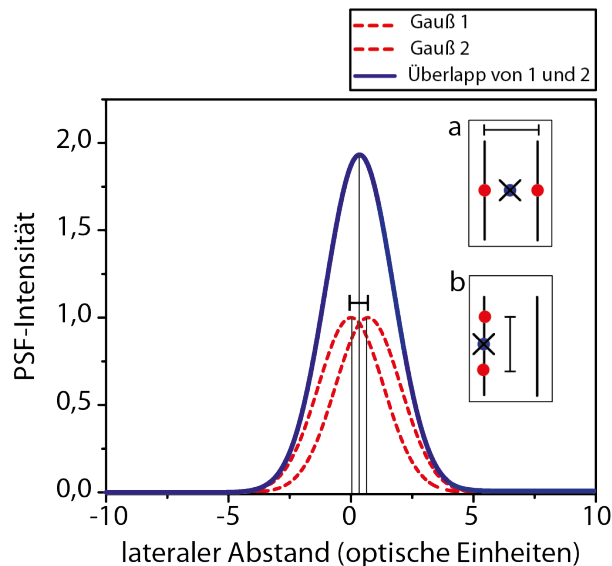 Gauß 1
Gauß 2
Überlapp von 1 und 2
PSF-Intensität
2,0
1,5
1,0
0,5
0,0
a
b
-10
-5
0
5
10
lateraler Abstand (optische Einheiten)